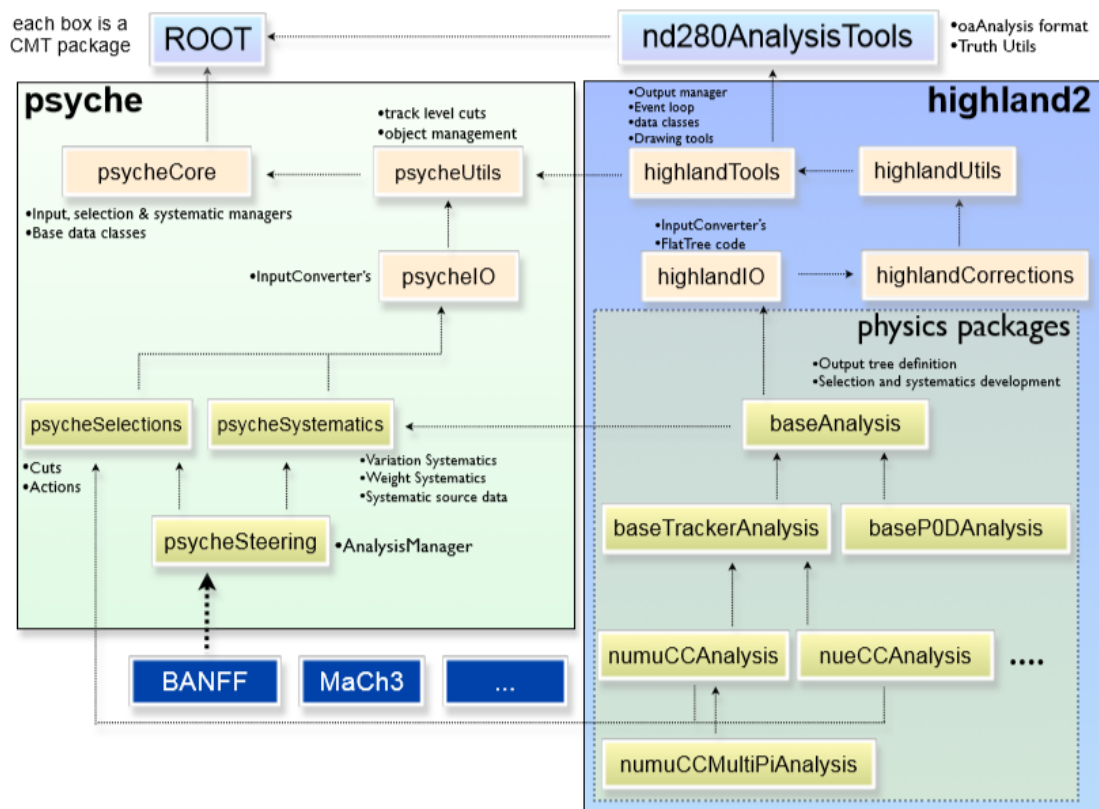 each box is a
CMT package
ROOT
nd280AnalysisTools
•oaAnalysis format
•Truth Utils
psyche
•track level cuts
•object management
psycheCore
psycheUtils
•Input, selection & systematic managers
•Base data classes
•InputConverter's
psycheIO
psycheSelections
psycheSystematics
•Cuts
•Actions
•Variation Systematics
•Weight Systematics
•Systematic source data
psycheSteering
•AnalysisManager
BANFF
MaCh3
...
highland2
•Output manager
•Event loop
•data classes
•Drawing tools
highlandTools
highlandUtils
•InputConverter's
•FlatTree code
highlandIO
highlandCorrections
physics packages
•Output tree definition
•Selection and systematics development
baseAnalysis
baseTrackerAnalysis
baseP0DAnalysis
numuCCAnalysis
nueCCAnalysis
....
numuCCMultiPiAnalysis